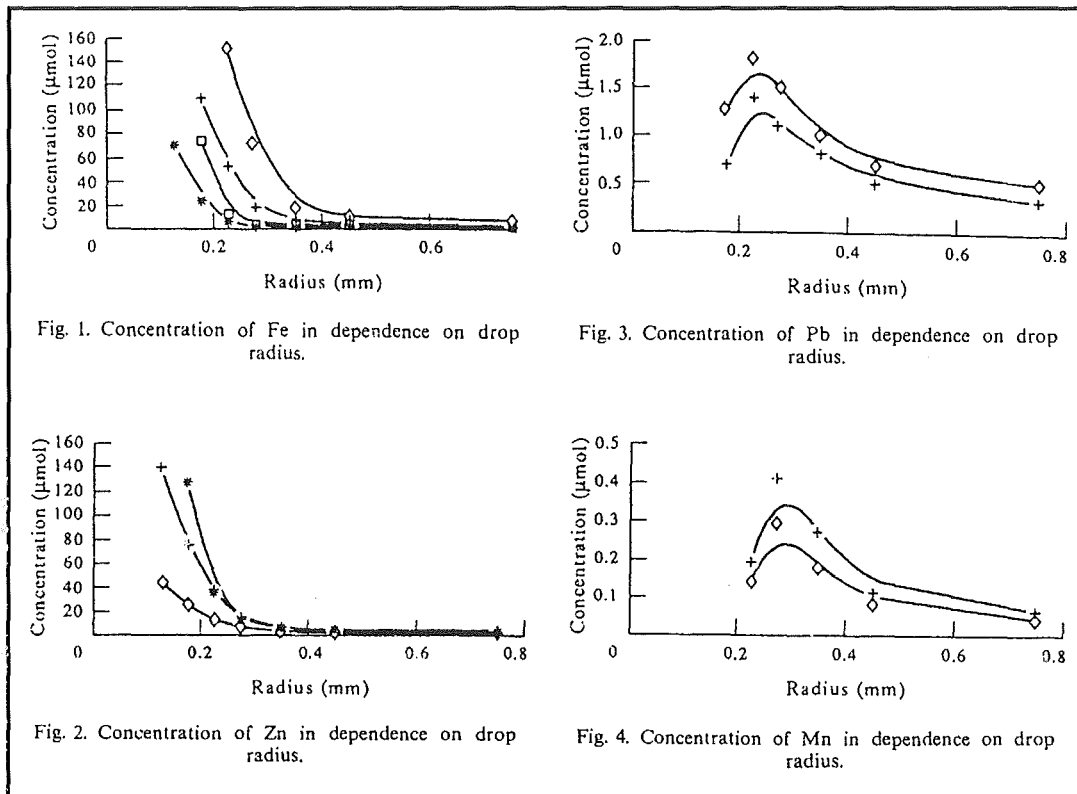 Concentration (µmol)
160
140
120
100
80
60
40
20
0
0.2
0.4
0.6
0.8
Radius (mm)
Fig. 1. Concentration of Fe in dependence on drop
radius.
Concentration (µmol)
2.0
1.5
1.0
0.5
0
0.2
0.4
0.6
0.8
Radius (mm)
Fig. 3. Concentration of Pb in dependence on drop
radius.
Concentration (µmol)
160
140
120
100
80
60
40
20
0
0.2
0.4
0.6
0.8
Radius (mm)
Fig. 2. Concentration of Zn in dependence on drop
radius.
Concentration (µmol)
0.5
0.4
0.3
0.2
0.1
0
0.2
0.4
0.6
0.8
Radius (mm)
Fig. 4. Concentration of Mn in dependence on drop
radius.